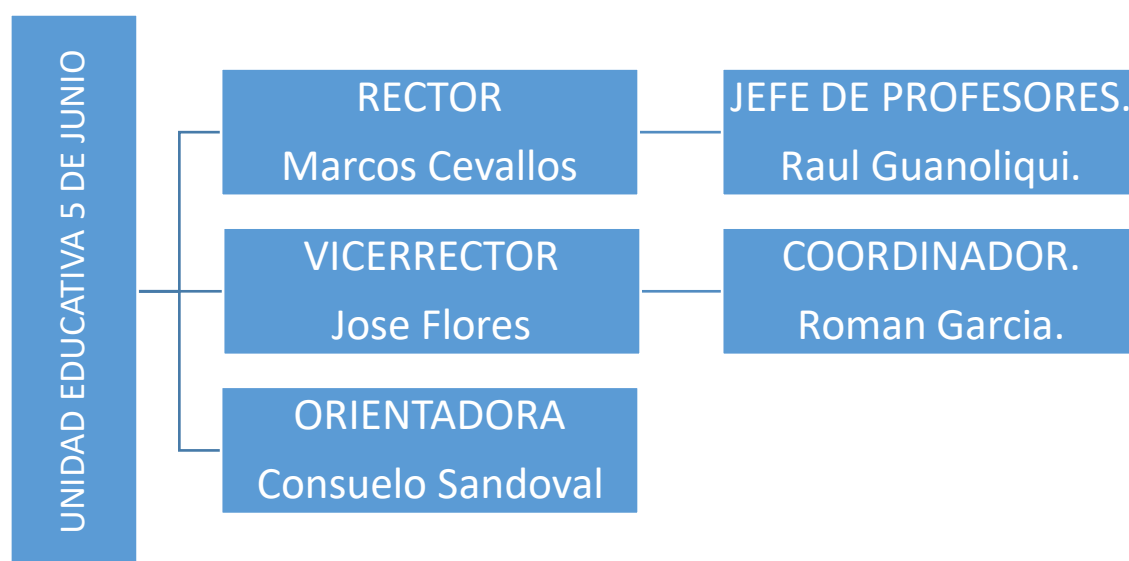 UNIDAD EDUCATIVA 5 DE JUNIO
RECTOR
Marcos Cevallos
JEFE DE PROFESORES.
Raul Guanoliqui.
VICERRECTOR
Jose Flores
COORDINADOR.
Roman Garcia.
ORIENTADORA
Consuelo Sandoval